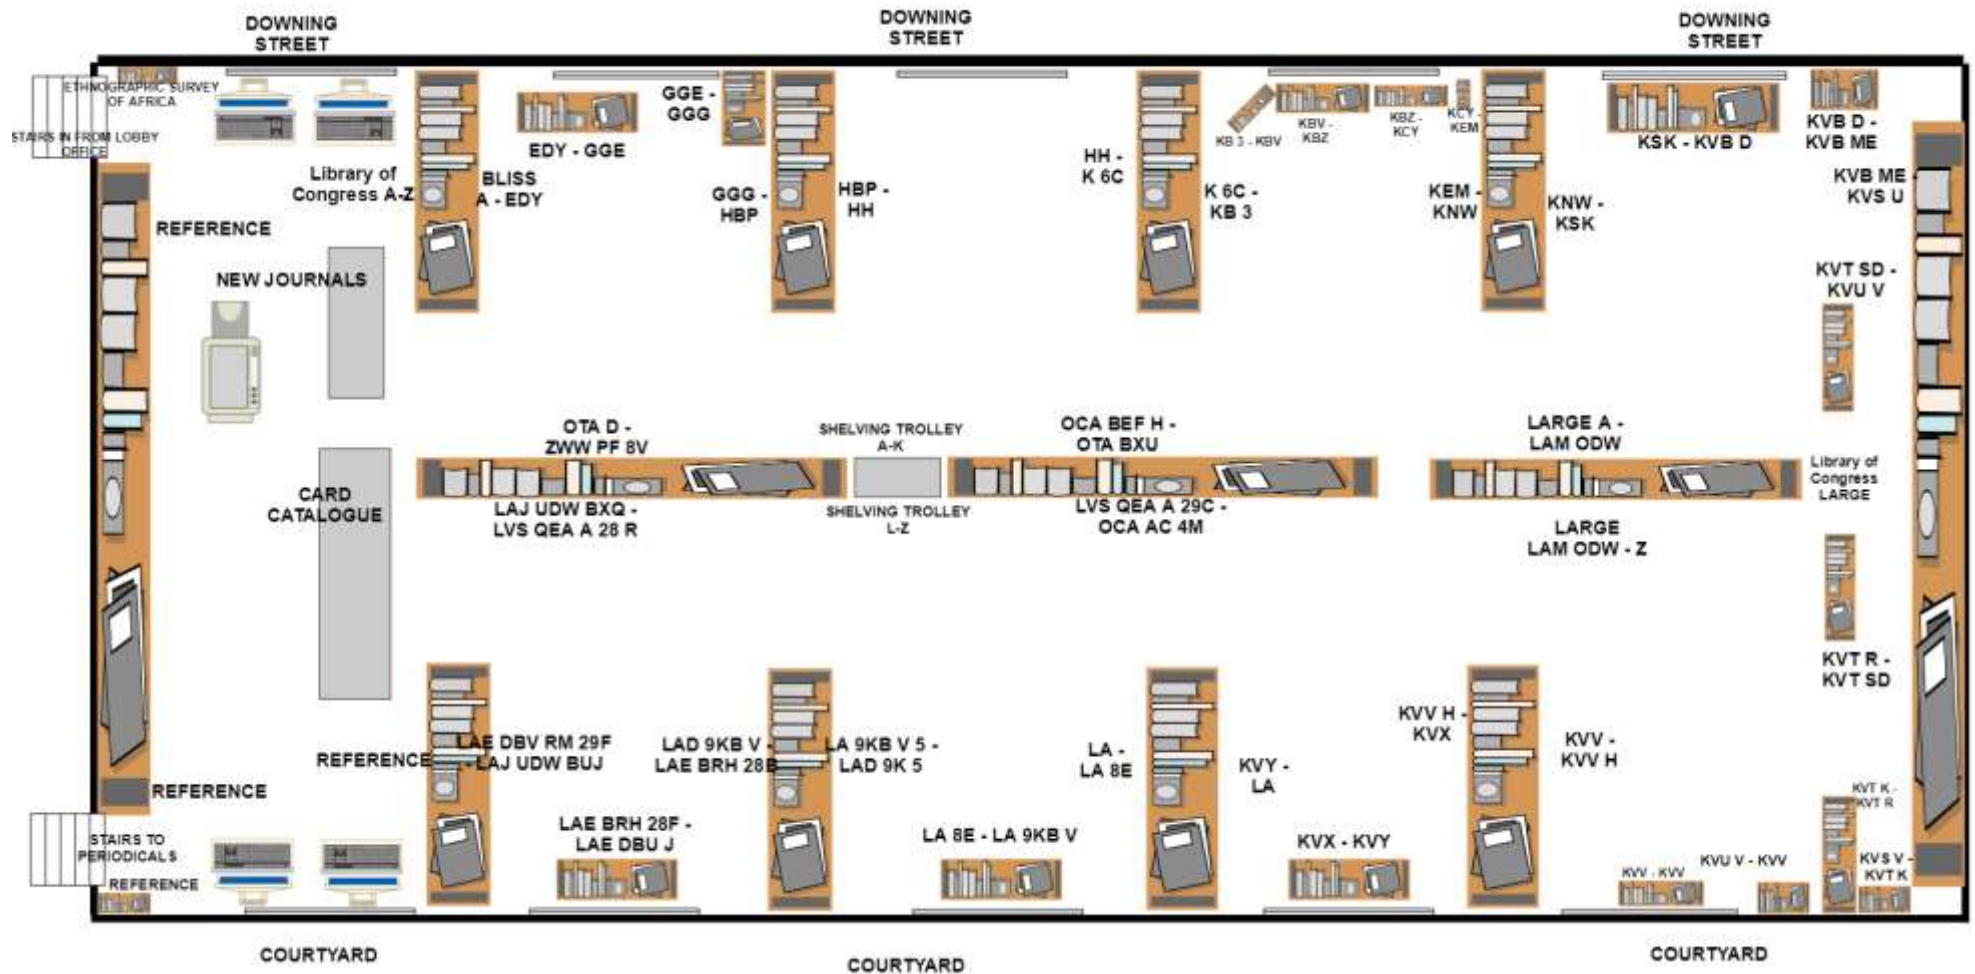 DOWNING
STREET
DOWNING
STREET
DOWNING
STREET
ETHNOGRAPHIC SURVEY
OF AFRICA
STAIRS IN FROM LOBBY
OFFICE
Library of
Congress A-Z
BLISS
A - EDY
EDY - GGE
GGE -
GGG
GGG -
HBP
HBP -
HH
HH -
K 6C
K 6C -
KB 3
KB 3 - KBV
KBV -
KBZ
KBZ -
KCY
KCY -
KEM
KEM -
KNW
KNW -
KSK
KSK - KVB D
KVB D -
KVB ME
KVB ME -
KVS U
REFERENCE
NEW JOURNALS
KVT SD -
KVU V
OTA D -
ZWW PF 8V
SHELVING TROLLEY
A-K
OCA BEF H -
OTA BXU
LARGE A -
LAM ODW
Library of
Congress
LARGE
CARD
CATALOGUE
LAJ UDW BXQ -
LVS QEA A 28 R
SHELVING TROLLEY
L-Z
LVS QEA A 29C -
OCA AC 4M
LARGE
LAM ODW - Z
KVT R -
KVT SD
REFERENCE
LAE DBV RM 29F
- LAJ UDW BUJ
LAD 9KB V -
LAE BRH 28B
LA 9KB V 5 -
LAD 9K 5
LA -
LA 8E
KVY -
LA
KVV H -
KVX
KVV -
KVV H
REFERENCE
KVT K -
KVT R
STAIRS TO
PERIODICALS
LAE BRH 28F -
LAE DBU J
LA 8E - LA 9KB V
KVX - KVY
KVV - KVV
KVU V - KVV
KVS V -
KVT K
REFERENCE
COURTYARD
COURTYARD
COURTYARD